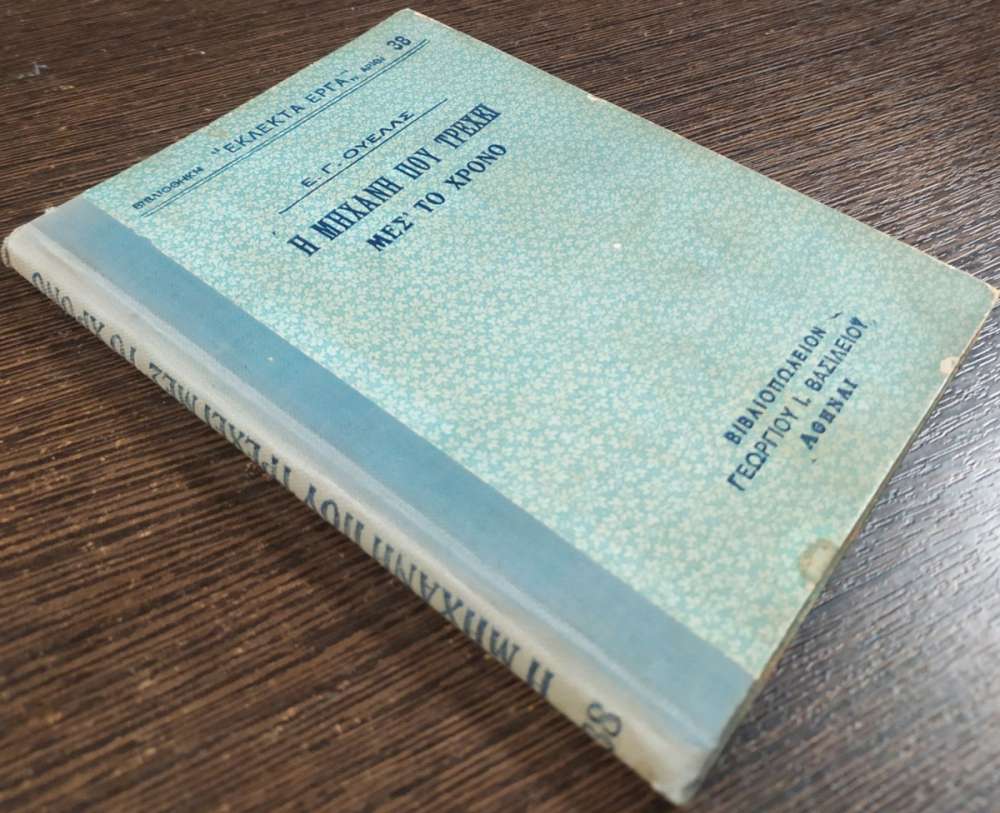 ΒΙΒΛΙΟΘΗΚΗ "ΕΚΛΕΚΤΑ ΕΡΓΑ„ ΑΡΙΘ. 38
Ε. Γ. ΟΥΕΛΛΣ
Η ΜΗΧΑΝΗ ΠΟΥ ΤΡΕΧΕΙ
ΜΕΣ' ΤΟ ΧΡΟΝΟ
ΒΙΒΛΙΟΠΩΛΕΙΟΝ
ΓΕΩΡΓΙΟΥ Ι. ΒΑΣΙΛΕΙΟΥ
ΑΘΗΝΑΙ
38 Η ΜΗΧΑΝΗ ΠΟΥ ΤΡΕΧΕΙ ΜΕΣ ΤΟ ΧΡΟΝΟ